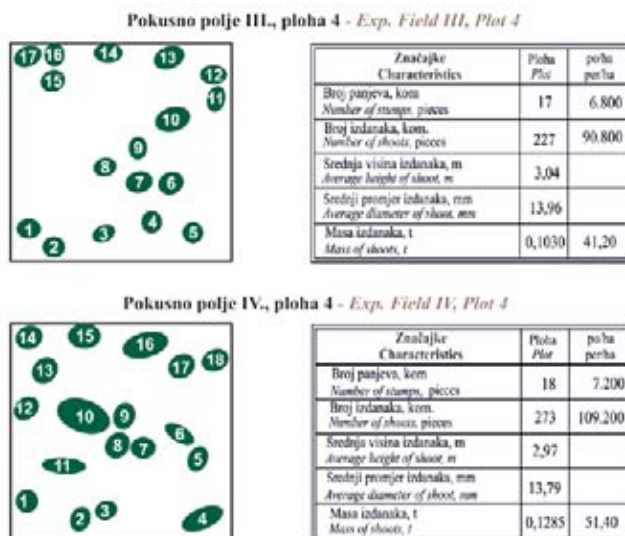 Pokusno polje III., ploha 4 - Exp. Field III, Plot 4
17 16 14 13
15 12
11
10
9
8
7 6
1 3 4 5
2
Značajke Ploha po/ha
Characteristics Plot per/ha
Broj panjeva, kom 17 6.800
Number of stumps, pieces
Broj izdanaka, kom. 227 90.800
Number of shoots, pieces
Srednja visina izdanaka, m 3,04
Average height of shoot, m
Srednji promjer izdanaka, mm 13,96
Average diameter of shoot, mm
Masa izdanaka, t 0,1030 41,20
Mass of shoots, t
Pokusno polje IV., ploha 4 - Exp. Field IV, Plot 4
14 15 16
17 18
13
12 10 9
6
8 7
11 5
1
2 3 4
Značajke Ploha po/ha
Characteristics Plot per/ha
Broj panjeva, kom 18 7.200
Number of stumps, pieces
Broj izdanaka, kom. 273 109.200
Number of shoots, pieces
Srednja visina izdanaka, m 2,97
Average height of shoot, m
Srednji promjer izdanaka, mm 13,79
Average diameter of shoot, mm
Masa izdanaka, t 0,1285 51,40
Mass of shoots, t